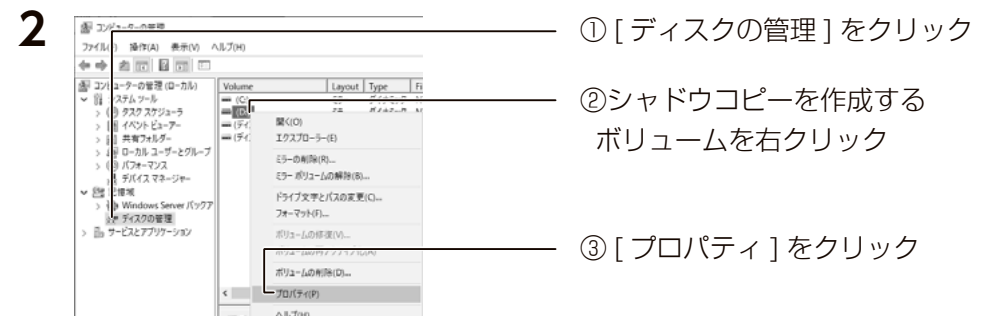 2
コンピューターの管理
ファイル(F) 操作(A) 表示(V) ヘルプ(H)
コンピューターの管理 (ローカル)
システム ツール
タスク スケジューラ
イベント ビューアー
共有フォルダー
ローカル ユーザーとグループ
パフォーマンス
デバイス マネージャー
記憶域
Windows Server バックア
ディスクの管理
サービスとアプリケーション
Volume Layout Type Fi
(C:
(D:
(ディ
(ディ
開く(O)
エクスプローラー(E)
ミラーの削除(R)...
ミラー ボリュームの解除(B)...
ドライブ文字とパスの変更(C)...
フォーマット(F)...
ボリュームの修復(V)...
ボリュームの削除(D)...
プロパティ(P)
ヘルプ(H)
① [ ディスクの管理 ] をクリック
②シャドウコピーを作成する
ボリュームを右クリック
③ [ プロパティ ] をクリック